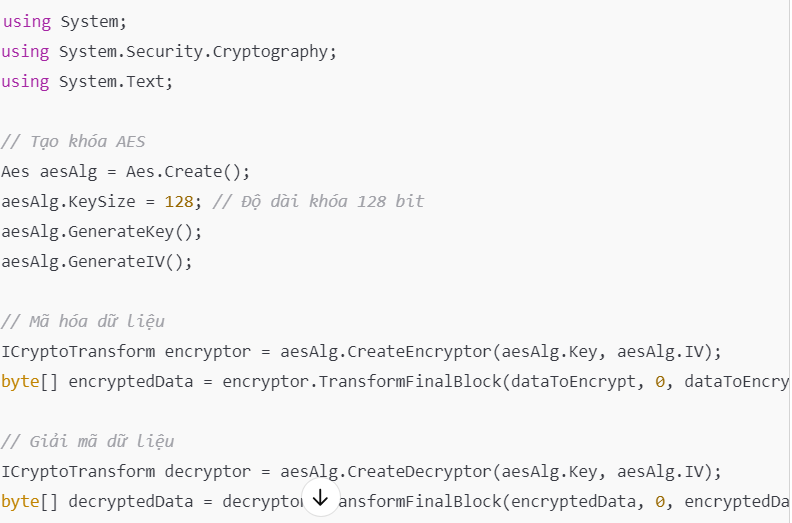 using System;
using System.Security.Cryptography;
using System.Text;
// Tạo khóa AES
Aes aesAlg = Aes.Create();
aesAlg.KeySize = 128; // Độ dài khóa 128 bit
aesAlg.GenerateKey();
aesAlg.GenerateIV();
// Mã hóa dữ liệu
ICryptoTransform encryptor = aesAlg.CreateEncryptor(aesAlg.Key, aesAlg.IV);
byte[] encryptedData = encryptor.TransformFinalBlock(dataToEncrypt, 0, dataToEncry
// Giải mã dữ liệu
ICryptoTransform decryptor = aesAlg.CreateDecryptor(aesAlg.Key, aesAlg.IV);
byte[] decryptedData = decrypto ansformFinalBlock(encryptedData, 0, encryptedDa